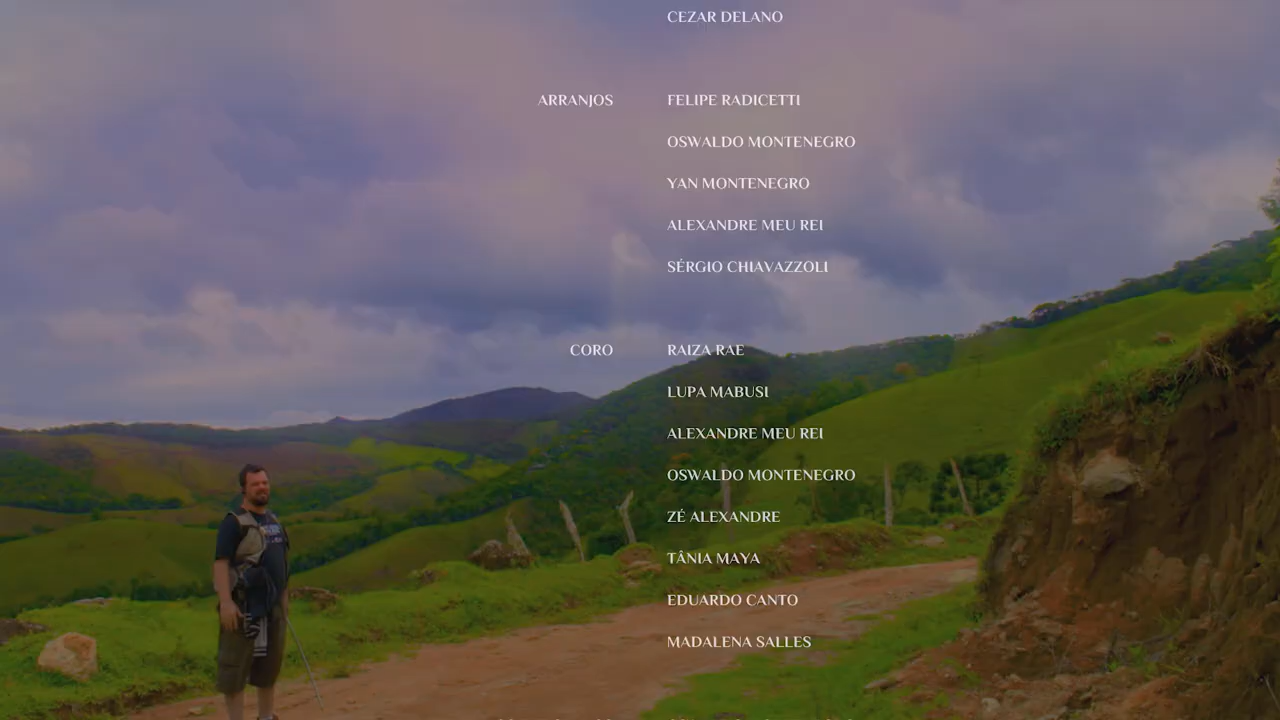 CEZAR DELANO
ARRANJOS FELIPE RADICETTI
OSWALDO MONTENEGRO
YAN MONTENEGRO
ALEXANDRE MEU REI
SÉRGIO CHIAVAZZOLI
CORO RAIZA RAE
LUPA MABUSI
ALEXANDRE MEU REI
OSWALDO MONTENEGRO
ZÉ ALEXANDRE
TÂNIA MAYA
EDUARDO CANTO
MADALENA SALLES